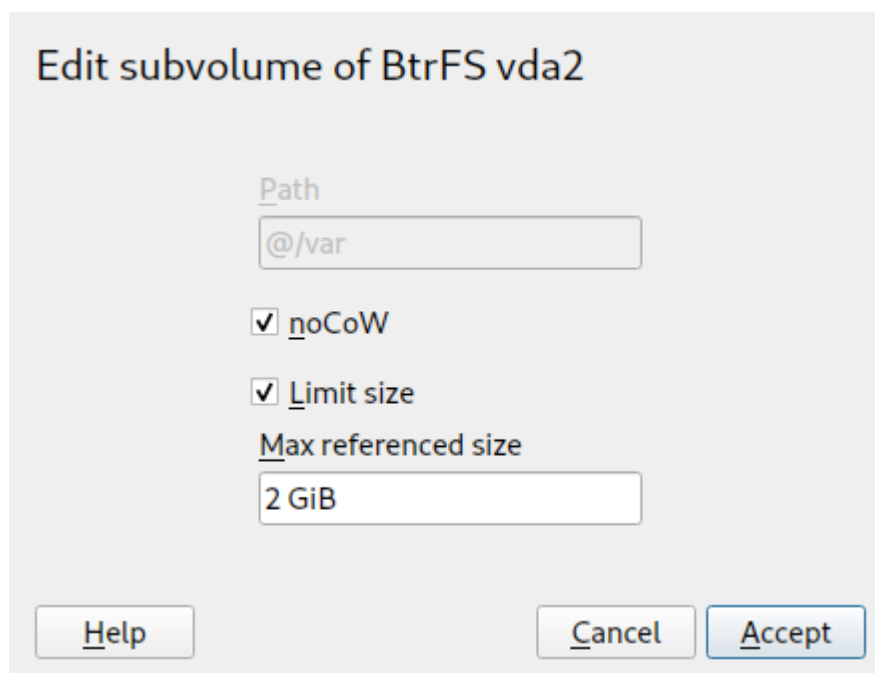 Edit subvolume of BtrFS vda2
Path
@/var
noCoW
Limit size
Max referenced size
2 GiB
Help Cancel Accept